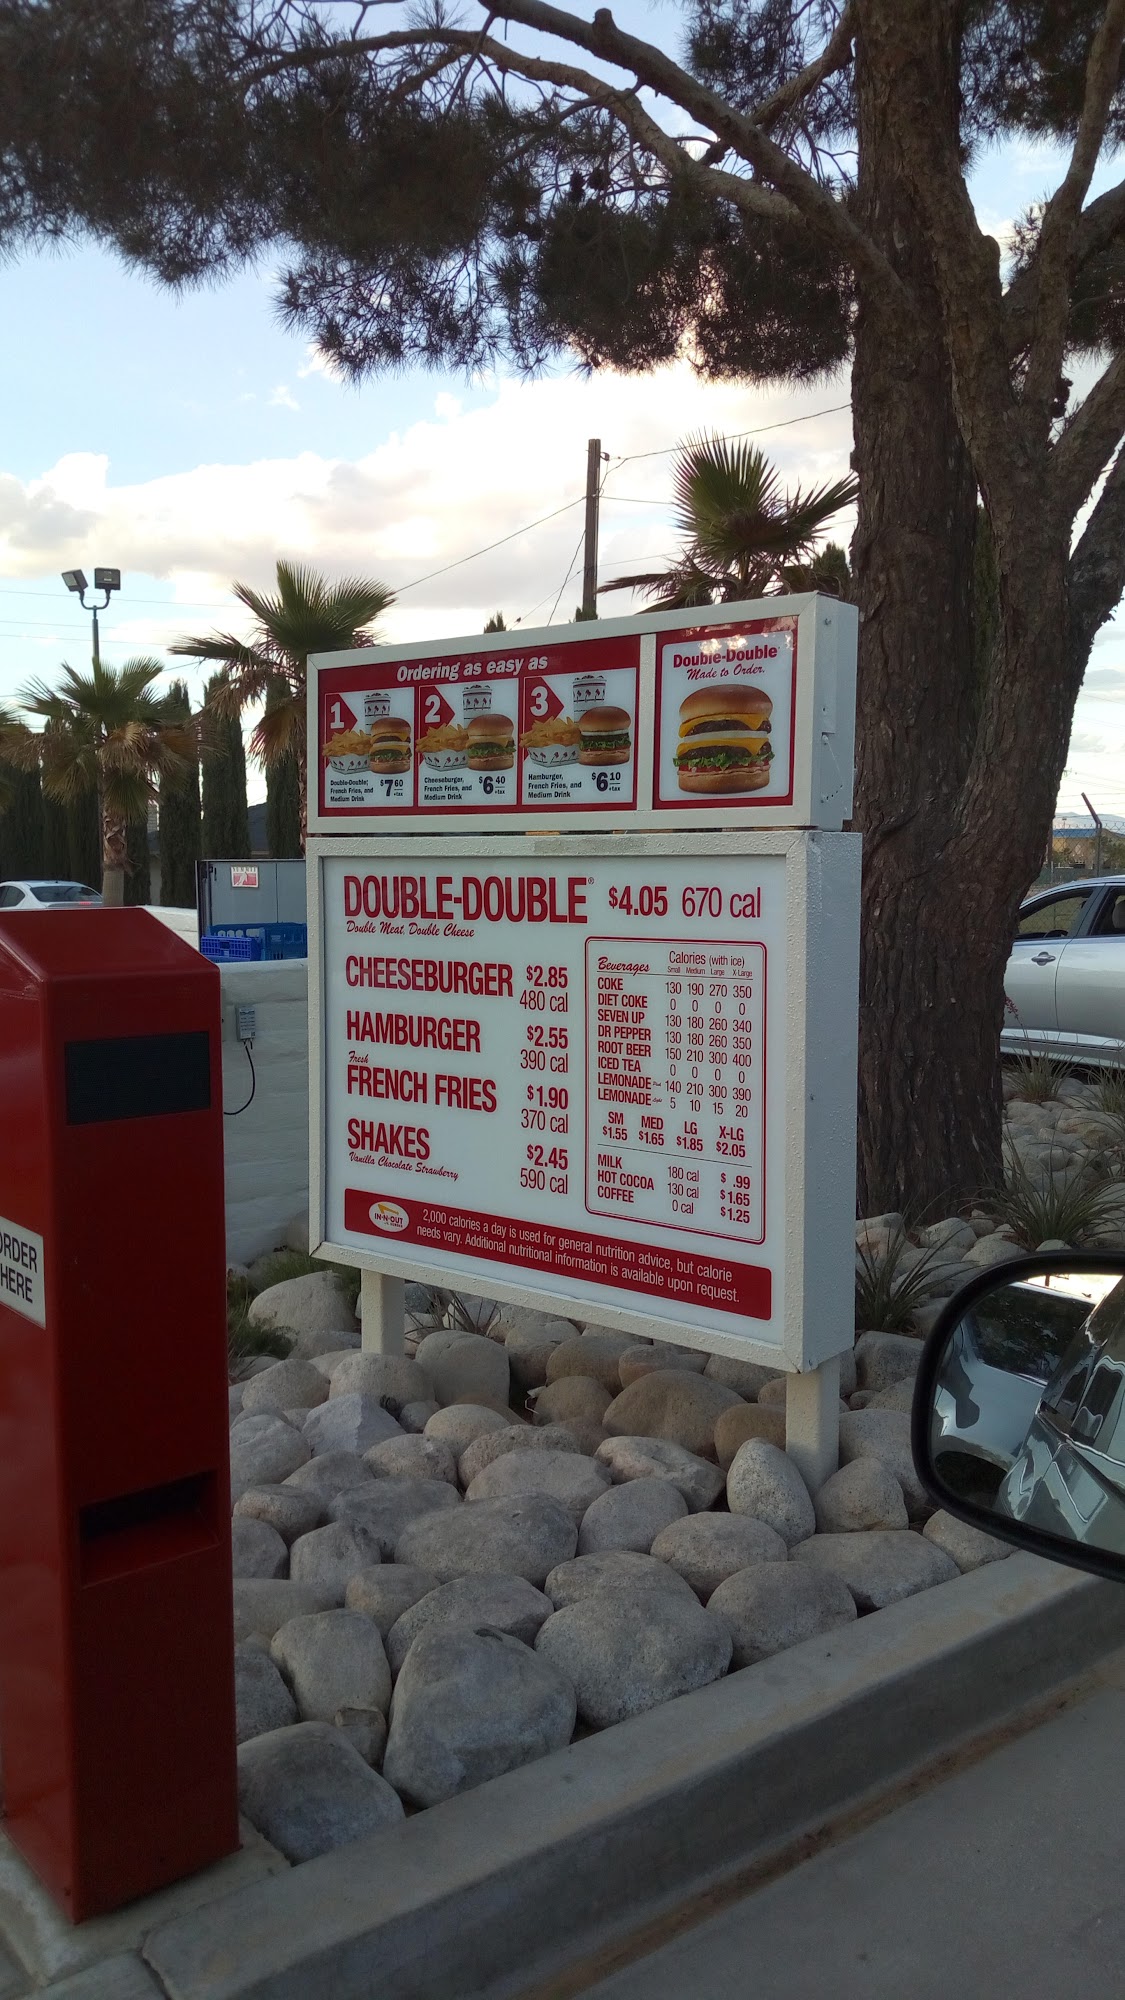 Ordering as easy as
1
Double-Double,
French Fries, and
Medium Drink
$7 60
+tax
2
Cheeseburger,
French Fries, and
Medium Drink
$6 40
+tax
3
Hamburger,
French Fries, and
Medium Drink
$6 10
+tax
Double-Double
Made to Order.
DOUBLE-DOUBLE® $4.05 670 cal
Double Meat, Double Cheese
CHEESEBURGER $2.85
480 cal
HAMBURGER $2.55
390 cal
Fresh
FRENCH FRIES $1.90
370 cal
SHAKES $2.45
Vanilla Chocolate Strawberry
590 cal
Beverages Calories (with ice)
Small Medium Large X-Large
COKE 130 190 270 350
DIET COKE 0 0 0 0
SEVEN UP 130 180 260 340
DR PEPPER 130 180 260 350
ROOT BEER 150 210 300 400
ICED TEA 0 0 0 0
LEMONADE 140 210 300 390
LEMONADE 5 10 15 20
SM MED LG X-LG
$1.55 $1.65 $1.85 $2.05
MILK 180 cal $ .99
HOT COCOA 130 cal $1.65
COFFEE 0 cal $1.25
IN-N-OUT
2,000 calories a day is used for general nutrition advice, but calorie
needs vary. Additional nutritional information is available upon request.
ORDER
HERE